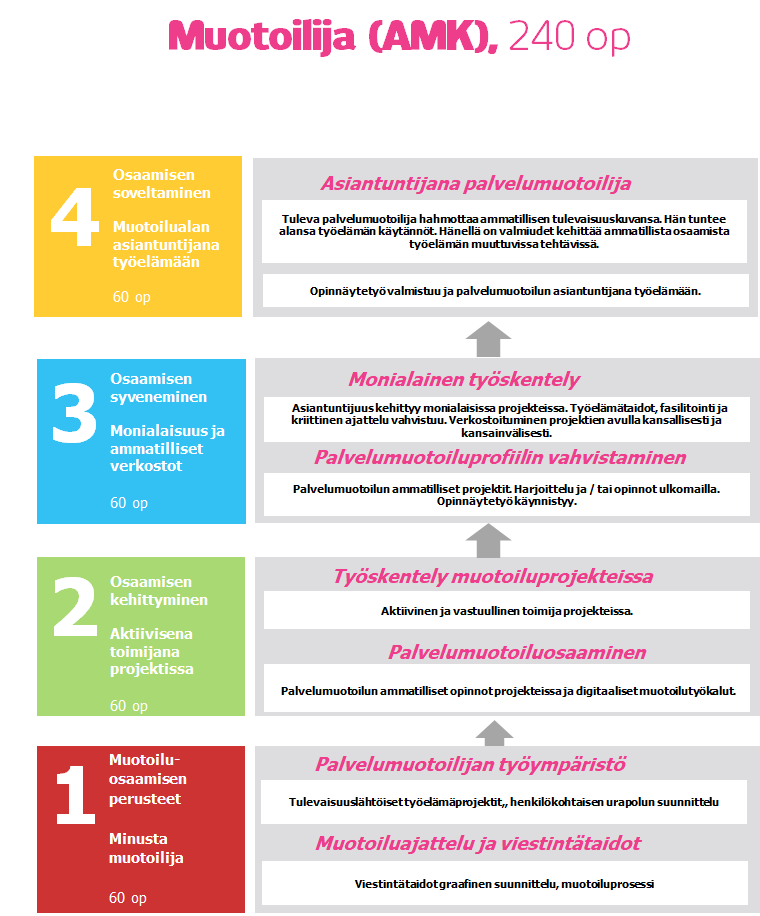 Muotoilija (AMK), 240 op
4
Osaamisen
soveltaminen
Muotoilualan
asiantuntijana
työelämään
60 op
Asiantuntijana palvelumuotoilija
Tuleva palvelumuotoilija hahmottaa ammatillisen tulevaisuuskuvansa. Hän tuntee
alansa työelämän käytännöt. Hänellä on valmiudet kehittää ammatillista osaamista
työelämän muuttuvissa tehtävissä.
Opinnäytetyö valmistuu ja palvelumuotoilun asiantuntijana työelämään.
3
Osaamisen
syveneminen
Monialaisuus ja
ammatilliset
verkostot
60 op
Monialainen työskentely
Asiantuntijuus kehittyy monialaisissa projekteissa. Työelämätaidot, fasilitointi ja
kriittinen ajattelu vahvistuu. Verkostoituminen projektien avulla kansallisesti ja
kansainvälisesti.
Palvelumuotoiluprofiilin vahvistaminen
Palvelumuotoilun ammatilliset projektit. Harjoittelu ja / tai opinnot ulkomailla.
Opinnäytetyö käynnistyy.
2
Osaamisen
kehittyminen
Aktiivisena
toimijana
projektissa
60 op
Työskentely muotoiluprojekteissa
Aktiivinen ja vastuullinen toimija projekteissa.
Palvelumuotoiluosaaminen
Palvelumuotoilun ammatilliset opinnot projekteissa ja digitaaliset muotoilutyökalut.
1
Muotoilu-
osaamisen
perusteet
Minusta
muotoilija
60 op
Palvelumuotoilijan työympäristö
Tulevaisuuslähtöiset työelämäprojektit,, henkilökohtaisen urapolun suunnittelu
Muotoiluajattelu ja viestintätaidot
Viestintätaidot graafinen suunnittelu, muotoiluprosessi